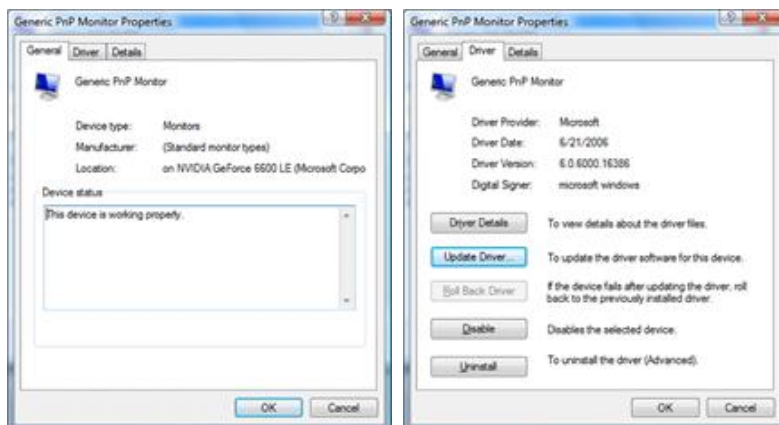 Generic PnP Monitor Properties
General Driver Details
Generic PnP Monitor
Device type: Monitors
Manufacturer: (Standard monitor types)
Location: on NVIDIA GeForce 6600 LE (Microsoft Corpo
Device status
This device is working properly.
OK Cancel
Generic PnP Monitor Properties
General Driver Details
Generic PnP Monitor
Driver Provider: Microsoft
Driver Date: 6/21/2006
Driver Version: 6.0.6000.16386
Digital Signer: microsoft windows
Driver Details To view details about the driver files.
Update Driver... To update the driver software for this device.
Roll Back Driver If the device fails after updating the driver, roll
back to the previously installed driver.
Disable Disables the selected device.
Uninstall To uninstall the driver (Advanced).
OK Cancel